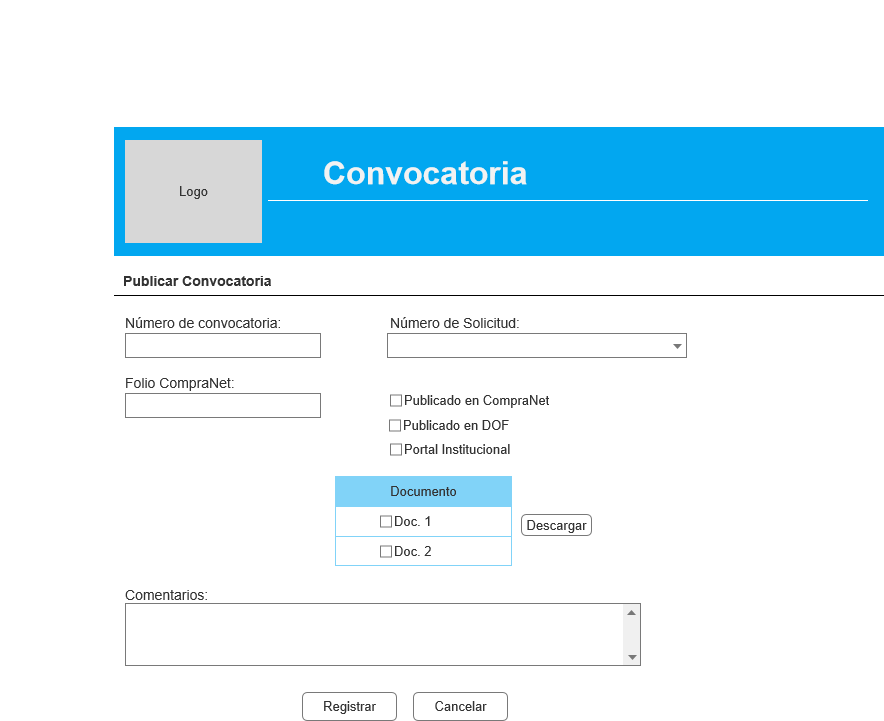 Logo
Convocatoria
Publicar Convocatoria
Número de convocatoria:
Número de Solicitud:
Folio CompraNet:
Publicado en CompraNet
Publicado en DOF
Portal Institucional
Documento
Doc. 1
Descargar
Doc. 2
Comentarios:
Registrar
Cancelar